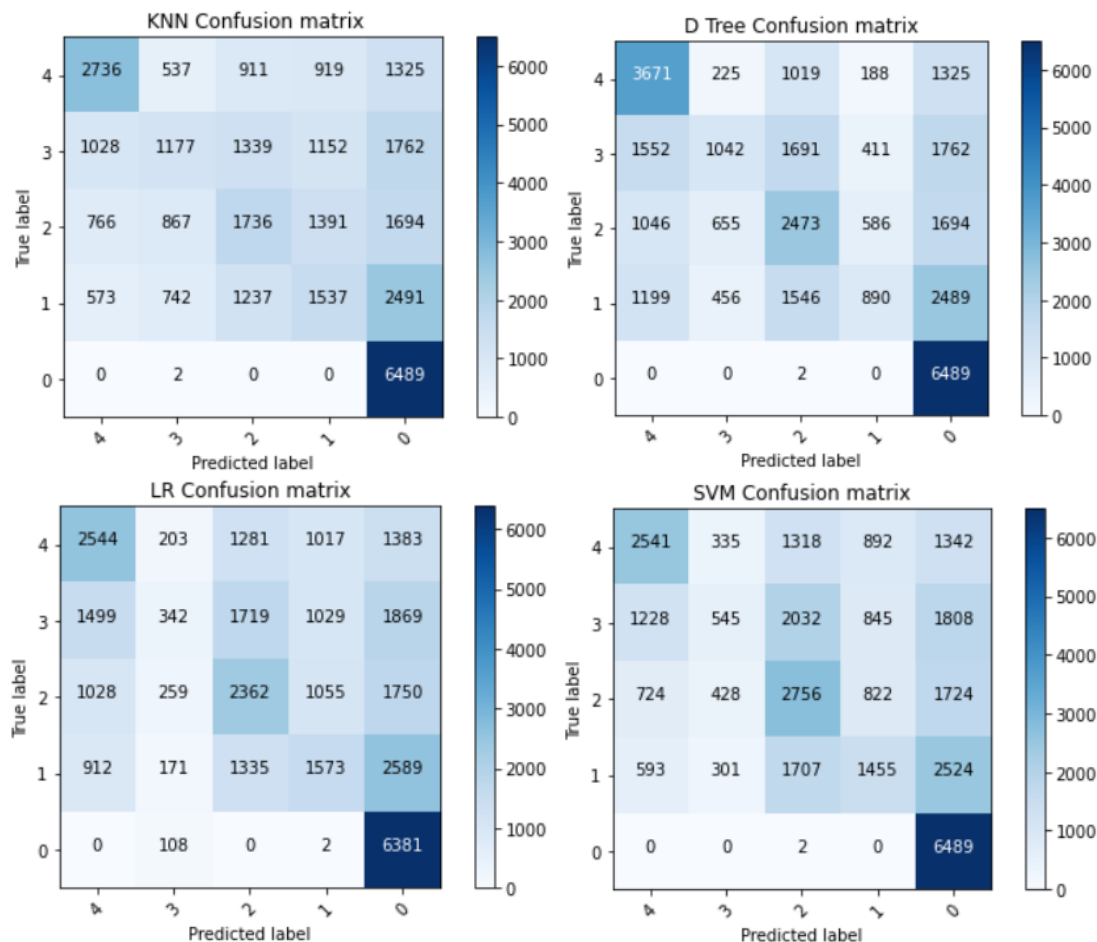 KNN Confusion matrix
4 2736 537 911 919 1325
3 1028 1177 1339 1152 1762
2 766 867 1736 1391 1694
1 573 742 1237 1537 2491
0 0 2 0 0 6489
4 3 2 1 0
True label
Predicted label
6000
5000
4000
3000
2000
1000
0
D Tree Confusion matrix
4 3671 225 1019 188 1325
3 1552 1042 1691 411 1762
2 1046 655 2473 586 1694
1 1199 456 1546 890 2489
0 0 0 2 0 6489
4 3 2 1 0
True label
Predicted label
6000
5000
4000
3000
2000
1000
0
LR Confusion matrix
4 2544 203 1281 1017 1383
3 1499 342 1719 1029 1869
2 1028 259 2362 1055 1750
1 912 171 1335 1573 2589
0 0 108 0 2 6381
4 3 2 1 0
True label
Predicted label
6000
5000
4000
3000
2000
1000
0
SVM Confusion matrix
4 2541 335 1318 892 1342
3 1228 545 2032 845 1808
2 724 428 2756 822 1724
1 593 301 1707 1455 2524
0 0 0 2 0 6489
4 3 2 1 0
True label
Predicted label
6000
5000
4000
3000
2000
1000
0